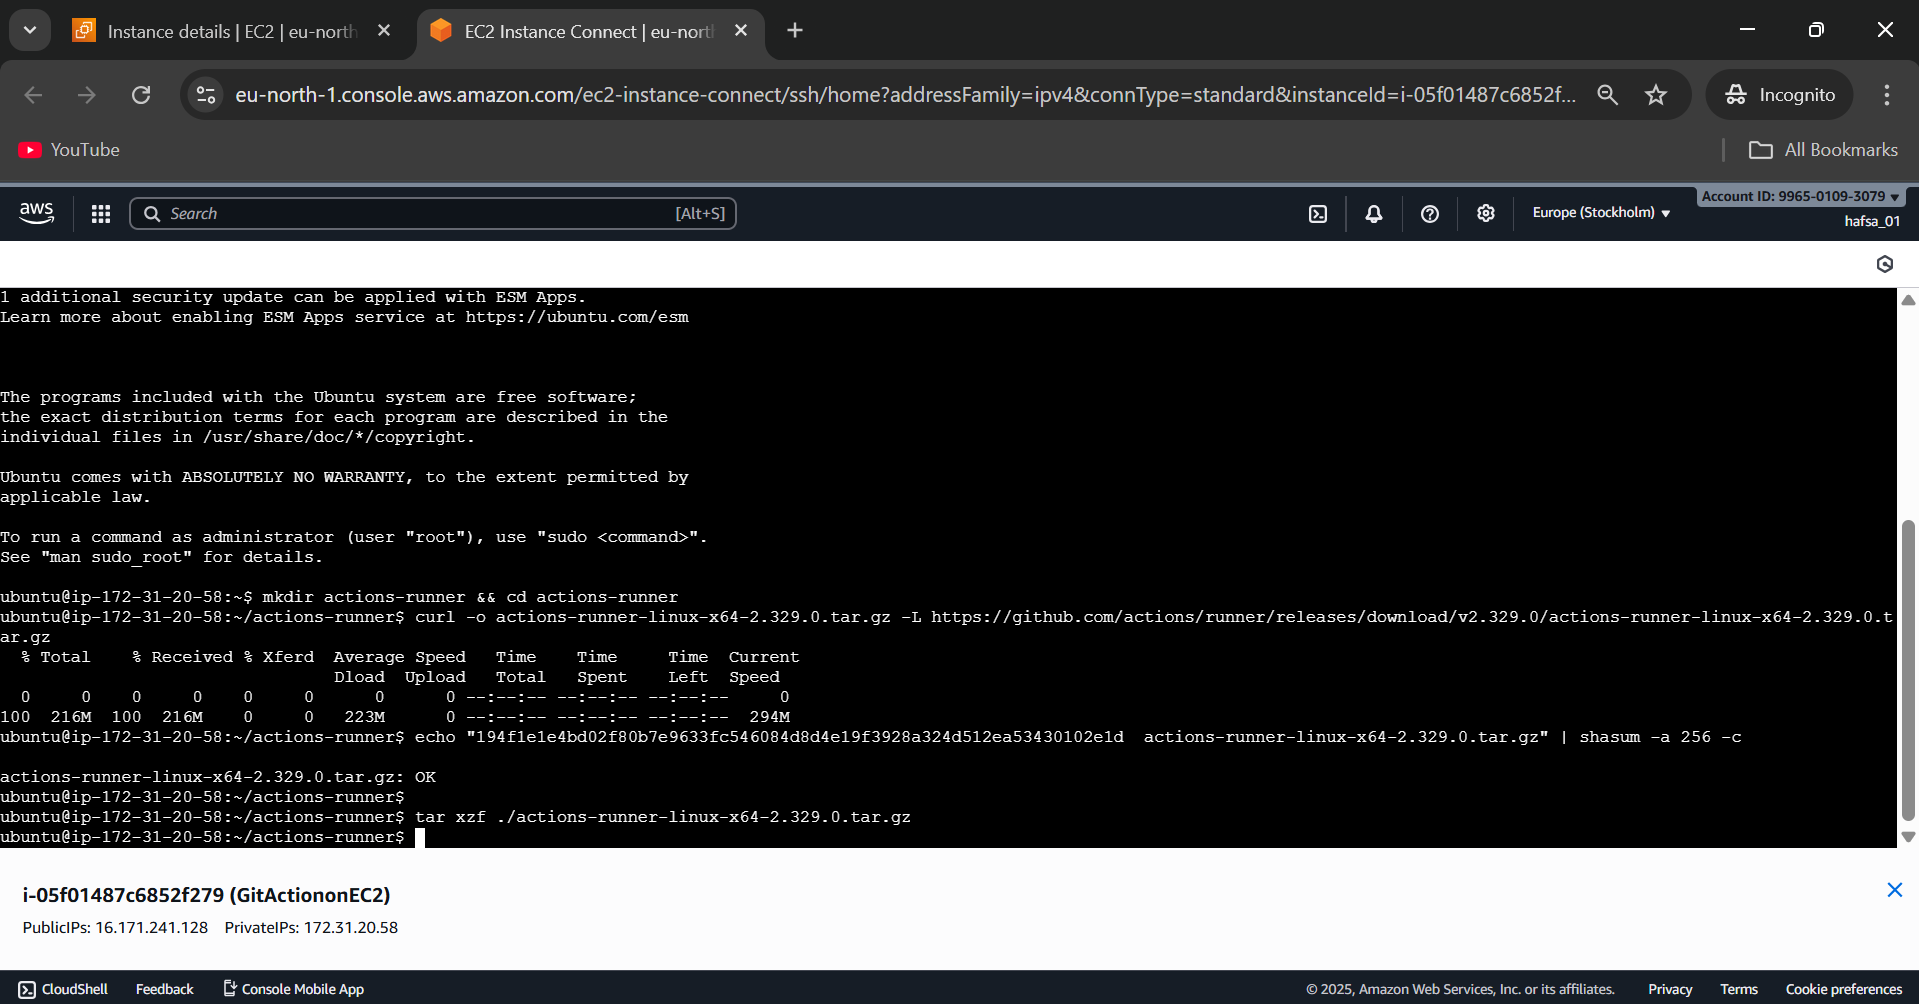 Instance details | EC2 | eu-north
EC2 Instance Connect | eu-nort
eu-north-1.console.aws.amazon.com/ec2-instance-connect/ssh/home?addressFamily=ipv4&connType=standard&instanceId=i-05f01487c6852f...
Incognito
YouTube
All Bookmarks
aws
Search
[Alt+S]
Europe (Stockholm)
Account ID: 9965-0109-3079
hafsa_01
1 additional security update can be applied with ESM Apps.
Learn more about enabling ESM Apps service at https://ubuntu.com/esm
The programs included with the Ubuntu system are free software;
the exact distribution terms for each program are described in the
individual files in /usr/share/doc/*/copyright.
Ubuntu comes with ABSOLUTELY NO WARRANTY, to the extent permitted by
applicable law.
To run a command as administrator (user "root"), use "sudo <command>".
See "man sudo_root" for details.
ubuntu@ip-172-31-20-58:~$ mkdir actions-runner && cd actions-runner
ubuntu@ip-172-31-20-58:~/actions-runner$ curl -o actions-runner-linux-x64-2.329.0.tar.gz -L https://github.com/actions/runner/releases/download/v2.329.0/actions-runner-linux-x64-2.329.0.t
ar.gz
% Total % Received % Xferd Average Speed Time Time Time Current
Dload Upload Total Spent Left Speed
0 0 0 0 0 0 0 0 --:--:-- --:--:-- --:--:-- 0
100 216M 100 216M 0 0 223M 0 --:--:-- --:--:-- --:--:-- 294M
ubuntu@ip-172-31-20-58:~/actions-runner$ echo "194f1e1e4bd02f80b7e9633fc546084d8d4e19f3928a324d512ea53430102e1d actions-runner-linux-x64-2.329.0.tar.gz" | shasum -a 256 -c
actions-runner-linux-x64-2.329.0.tar.gz: OK
ubuntu@ip-172-31-20-58:~/actions-runner$
ubuntu@ip-172-31-20-58:~/actions-runner$ tar xzf ./actions-runner-linux-x64-2.329.0.tar.gz
ubuntu@ip-172-31-20-58:~/actions-runner$
i-05f01487c6852f279 (GitActiononEC2)
PublicIPs: 16.171.241.128 PrivateIPs: 172.31.20.58
CloudShell
Feedback
Console Mobile App
© 2025, Amazon Web Services, Inc. or its affiliates.
Privacy
Terms
Cookie preferences